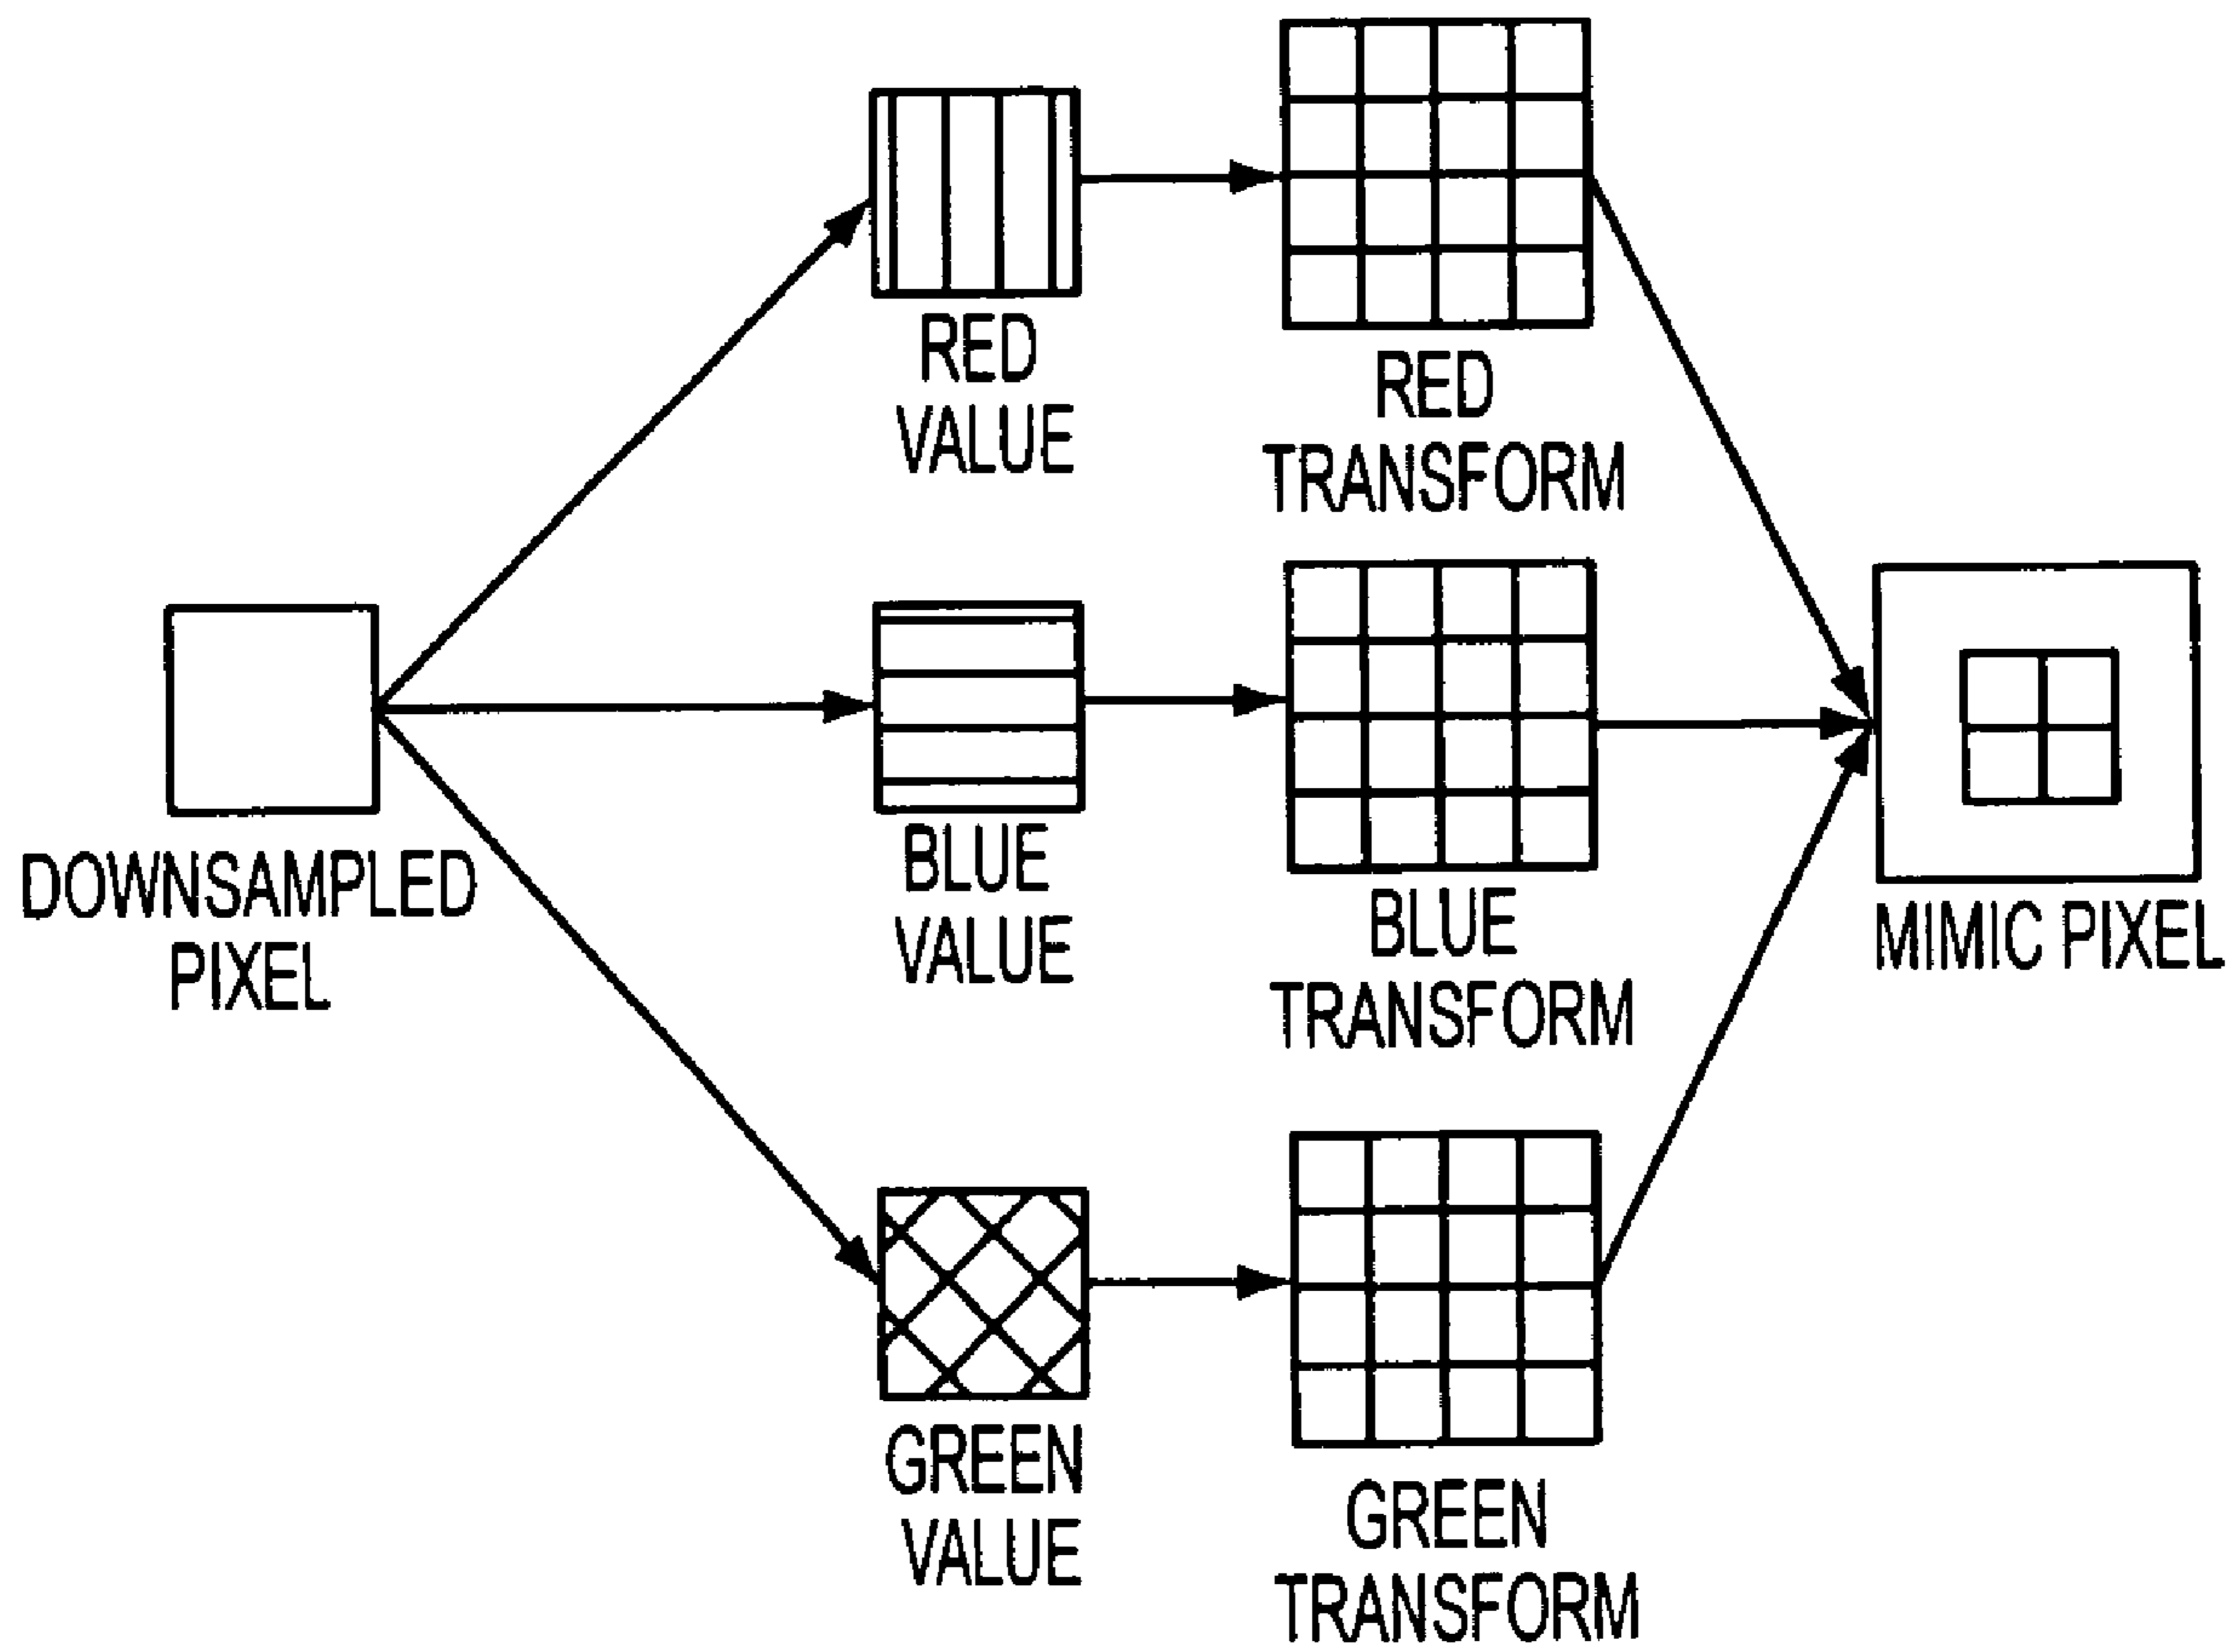 DOWNSAMPLED
PIXEL
RED
VALUE
RED
TRANSFORM
BLUE
VALUE
BLUE
TRANSFORM
GREEN
VALUE
GREEN
TRANSFORM
MIMIC PIXEL